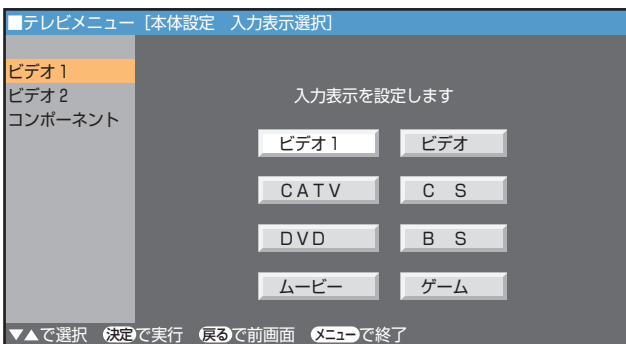 ■テレビメニュー [本体設定　入力表示選択]
ビデオ1
ビデオ2
コンポーネント
入力表示を設定します
ビデオ1　ビデオ
CATV　CS
DVD　BS
ムービー　ゲーム
▼▲で選択　決定で実行　戻るで前画面　メニューで終了